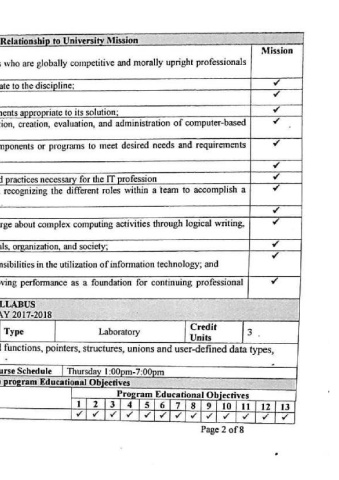 Relationship to University Mission
Mission
who are globally competitive and morally upright professionals
ate to the discipline; ✓
✓
nents appropriate to its solution; ✓
tion, creation, evaluation, and administration of computer-based ✓
mponents or programs to meet desired needs and requirements ✓
✓
d practices necessary for the IT profession ✓
recognizing the different roles within a team to accomplish a ✓
✓
rge about complex computing activities through logical writing, ✓
als, organization, and society; ✓
nsibilities in the utilization of information technology; and ✓
ving performance as a foundation for continuing professional ✓
LLABUS
AY 2017-2018
Type Laboratory Credit Units 3
functions, pointers, structures, unions and user-defined data types,
urse Schedule Thursday 1:00pm-7:00pm
program Educational Objectives
Program Educational Objectives
1 2 3 4 5 6 7 8 9 10 11 12 13
✓ ✓ ✓ ✓ ✓ ✓ ✓ ✓ ✓ ✓ ✓ ✓ ✓
Page 2 of 8